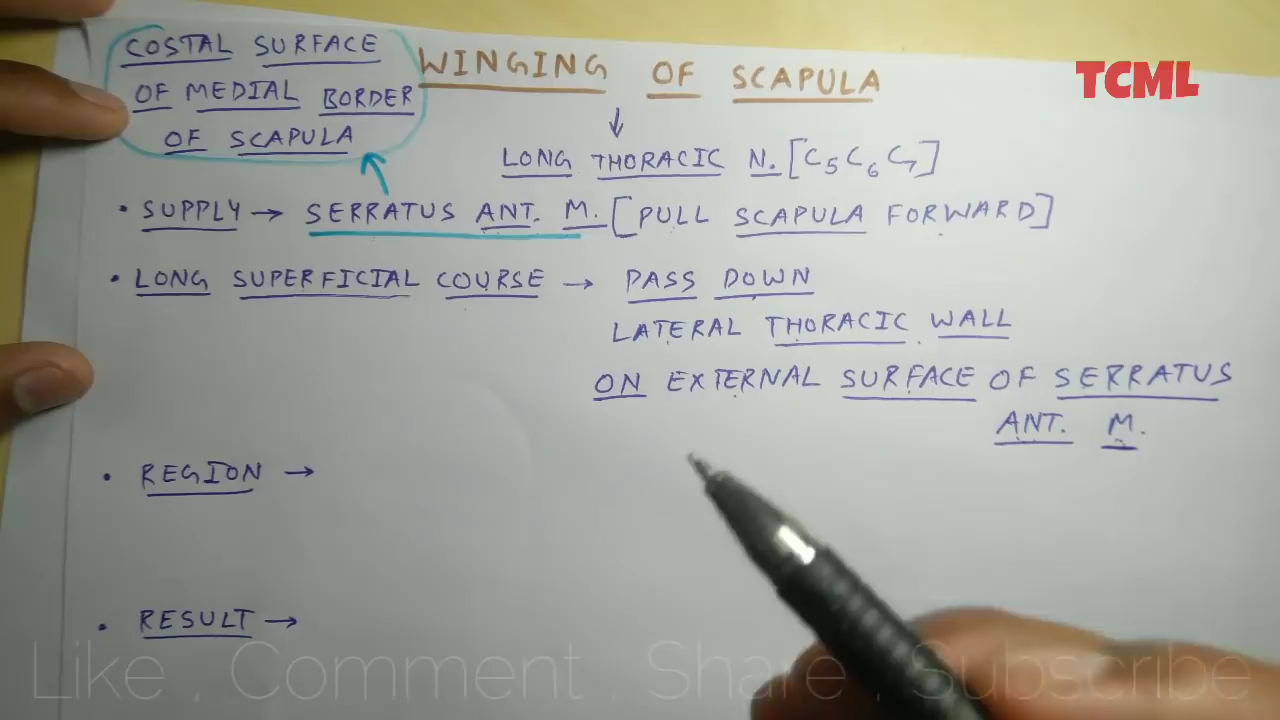 COSTAL SURFACE
OF MEDIAL BORDER
OF SCAPULA
WINGING OF SCAPULA
TCML
↓
LONG THORACIC N. [C5 C6 C7]
• SUPPLY → SERRATUS ANT. M. [PULL SCAPULA FORWARD]
• LONG SUPERFICIAL COURSE → PASS DOWN
LATERAL THORACIC WALL
ON EXTERNAL SURFACE OF SERRATUS
ANT. M.
• REGION →
• RESULT →
Like , Comment , Share , Subscribe